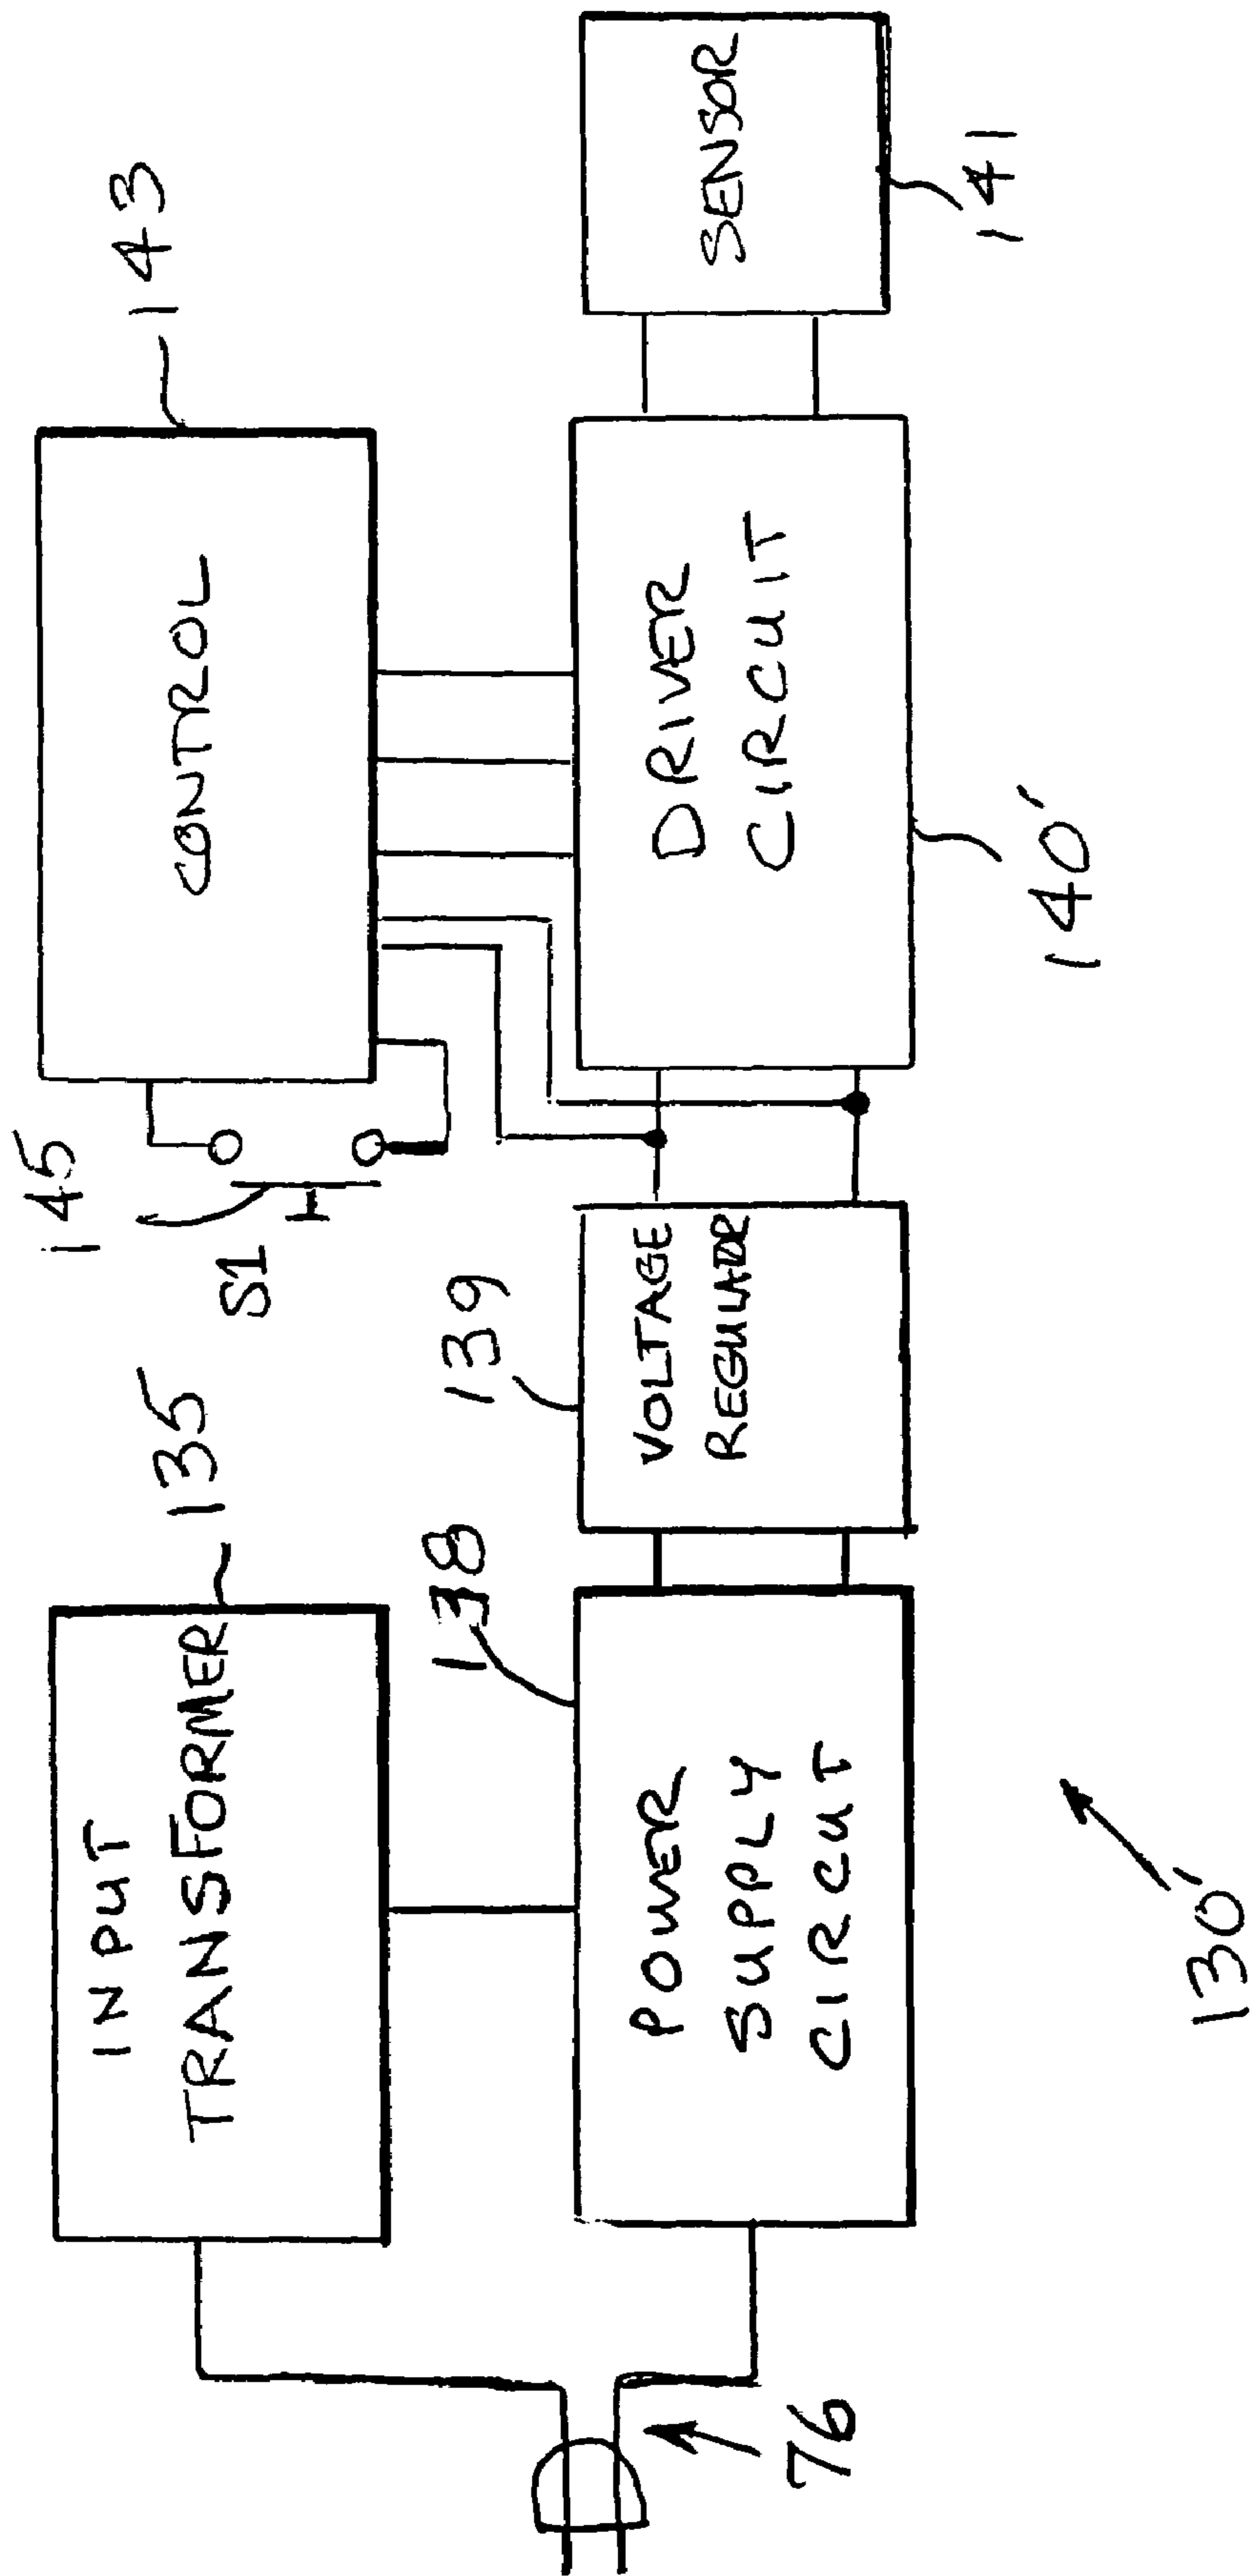 INPUT
TRANSFORMER
135
145
S1
CONTROL
143
138
139
76
POWER
SUPPLY
CIRCUT
VOLTAGE
REGULATOR
DRIVER
CIRCUIT
SENSOR
130'
140'
141